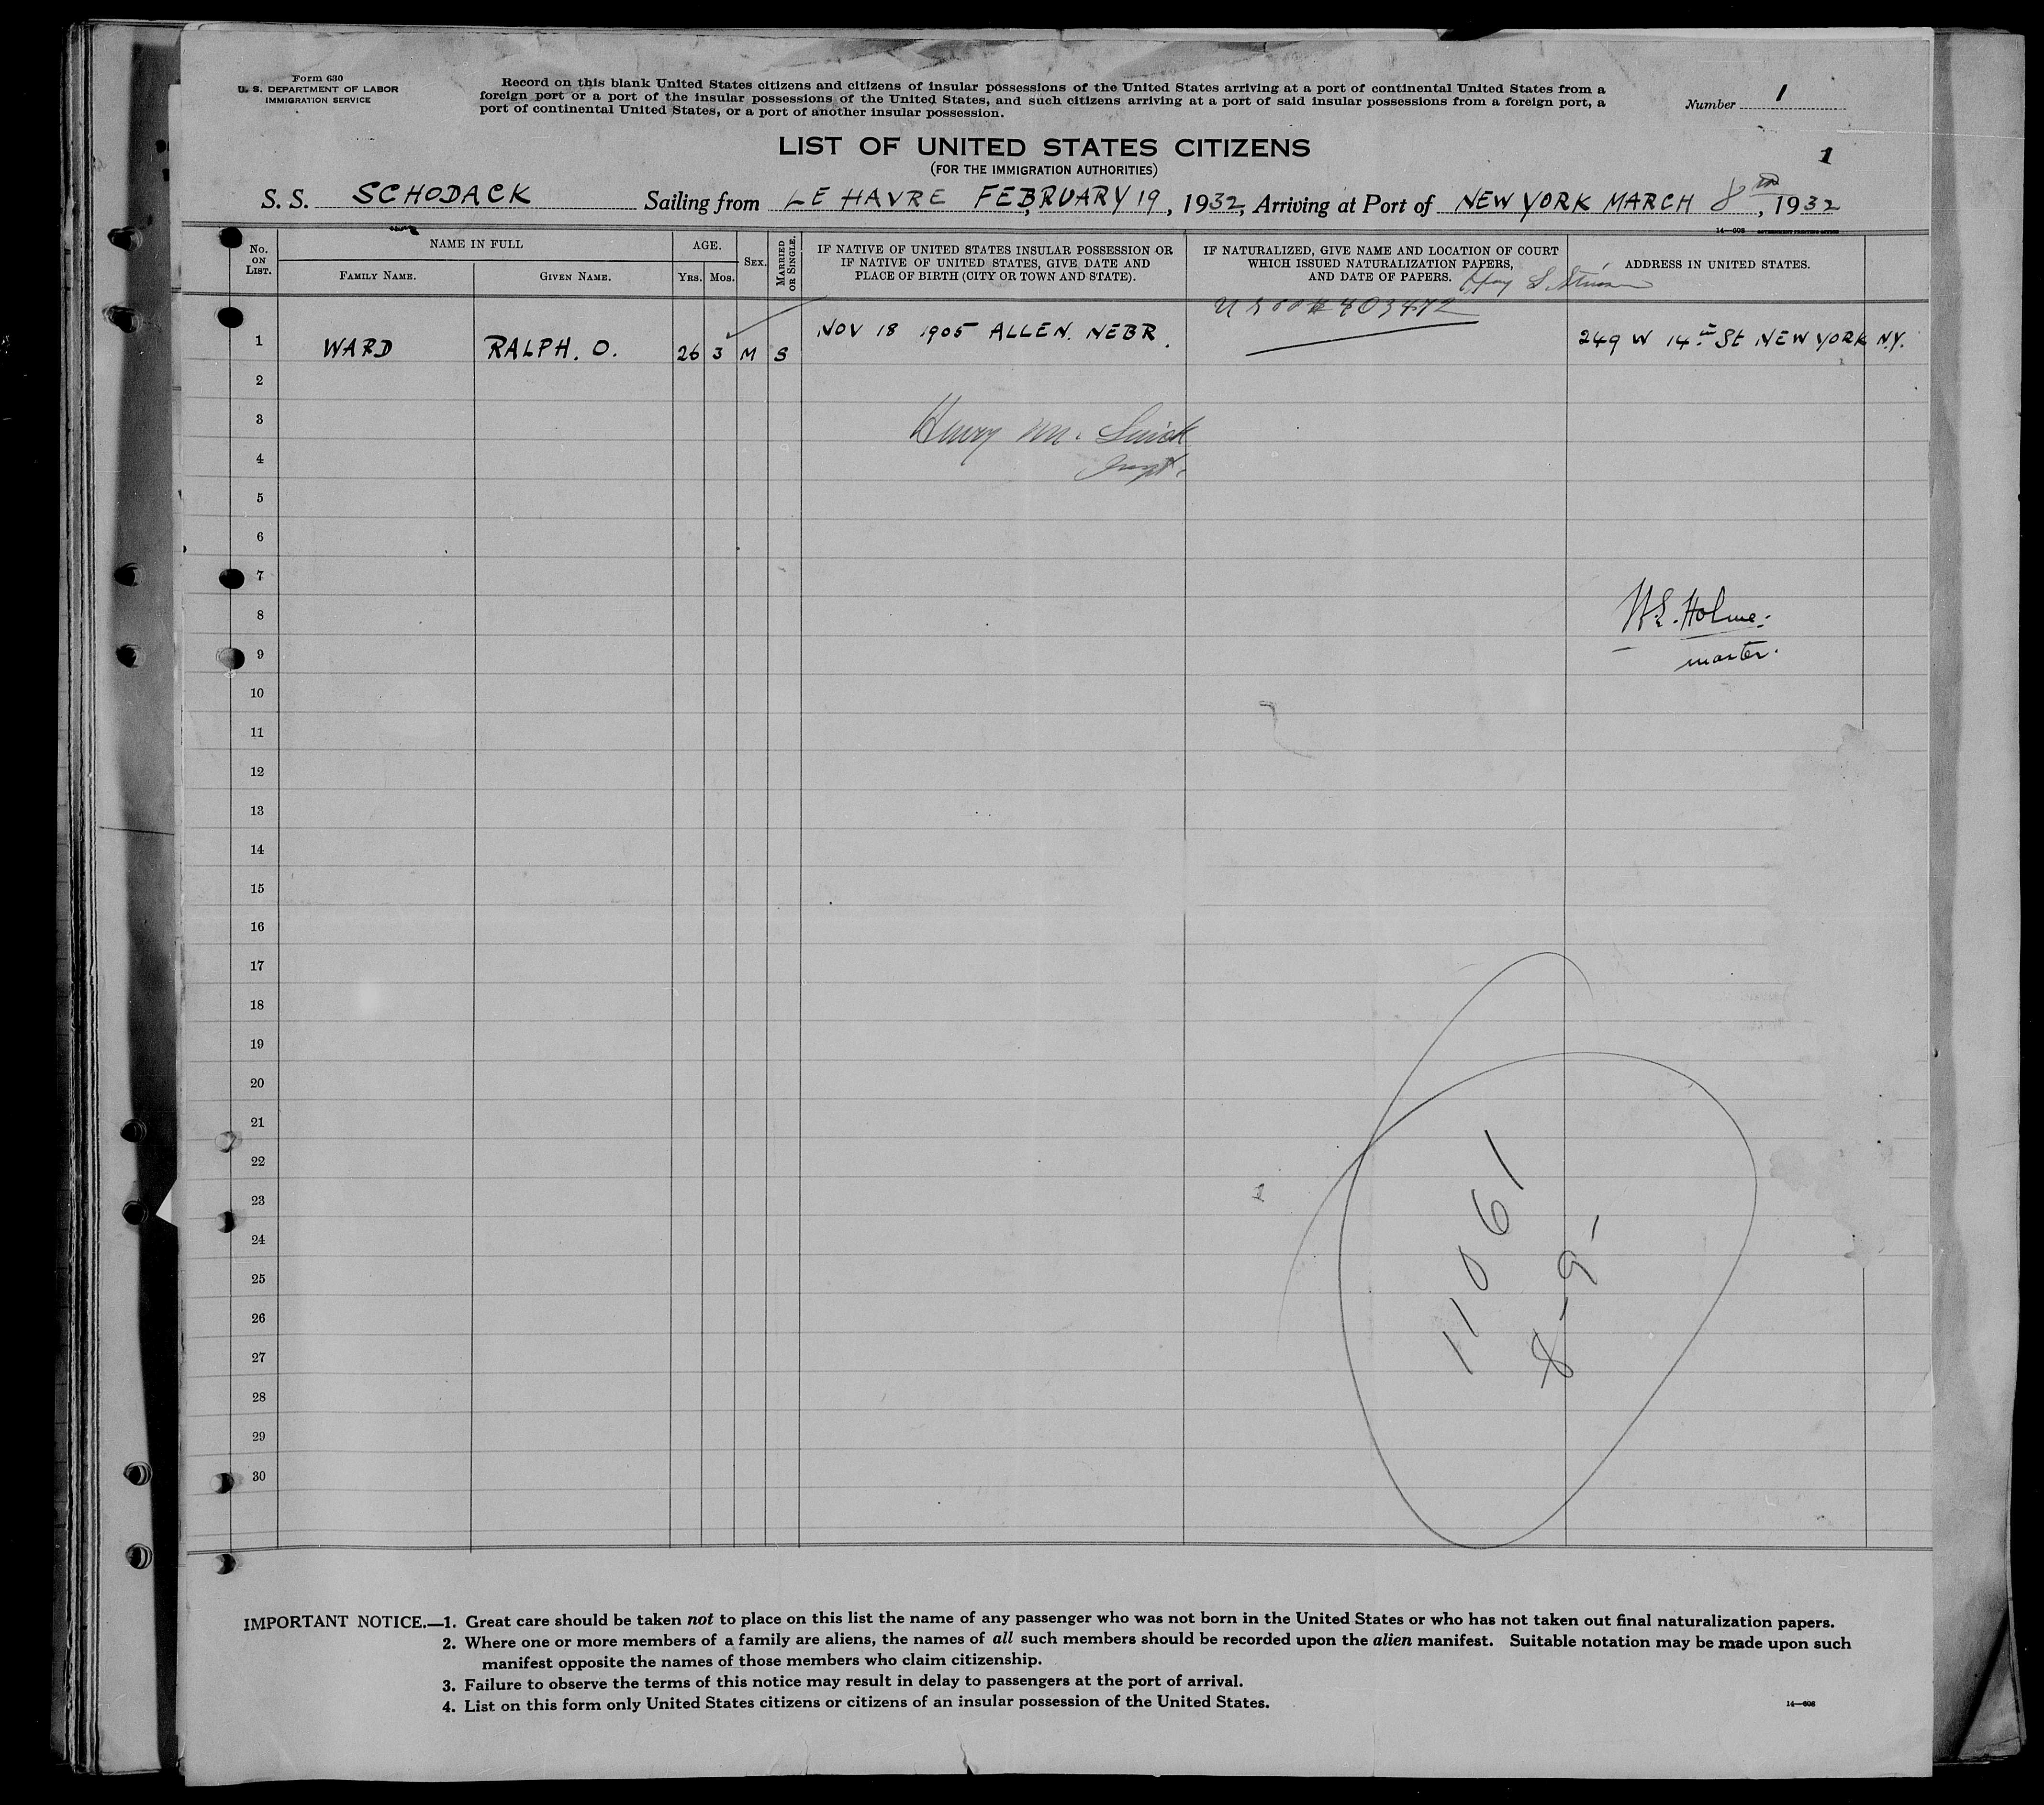 Form 630
U. S. DEPARTMENT OF LABOR
IMMIGRATION SERVICE
Record on this blank United States citizens and citizens of insular possessions of the United States arriving at a port of continental United States from a
foreign port or a port of the insular possessions of the United States, and such citizens arriving at a port of said insular possessions from a foreign port, a
port of continental United States, or a port of another insular possession.
Number 1
LIST OF UNITED STATES CITIZENS
(FOR THE IMMIGRATION AUTHORITIES)
1
S. S. SCHODACK Sailing from LE HAVRE FEBRUARY 19, 1932, Arriving at Port of NEW YORK MARCH 8th, 1932
14—608 GOVERNMENT PRINTING OFFICE
No. ON LIST.
NAME IN FULL
FAMILY NAME.
GIVEN NAME.
AGE.
YRS. MOS.
SEX.
MARRIED OR SINGLE.
IF NATIVE OF UNITED STATES INSULAR POSSESSION OR
IF NATIVE OF UNITED STATES, GIVE DATE AND
PLACE OF BIRTH (CITY OR TOWN AND STATE).
IF NATURALIZED, GIVE NAME AND LOCATION OF COURT
WHICH ISSUED NATURALIZATION PAPERS,
AND DATE OF PAPERS.
ADDRESS IN UNITED STATES.
# 403472
1 WARD RALPH. O. 26 3 M S NOV 18 1905 ALLEN. NEBR. 249 W 14th St NEW YORK N.Y.
2
3
Henry
4
5
6
7
8
W.E. Holme
9
master.
10
11
12
13
14
15
16
17
18
19
20
21
22
23
24
25
26
27
28
29
30
11061
8-9-
IMPORTANT NOTICE.—1. Great care should be taken not to place on this list the name of any passenger who was not born in the United States or who has not taken out final naturalization papers.
2. Where one or more members of a family are aliens, the names of all such members should be recorded upon the alien manifest. Suitable notation may be made upon such
manifest opposite the names of those members who claim citizenship.
3. Failure to observe the terms of this notice may result in delay to passengers at the port of arrival.
4. List on this form only United States citizens or citizens of an insular possession of the United States.
14—608